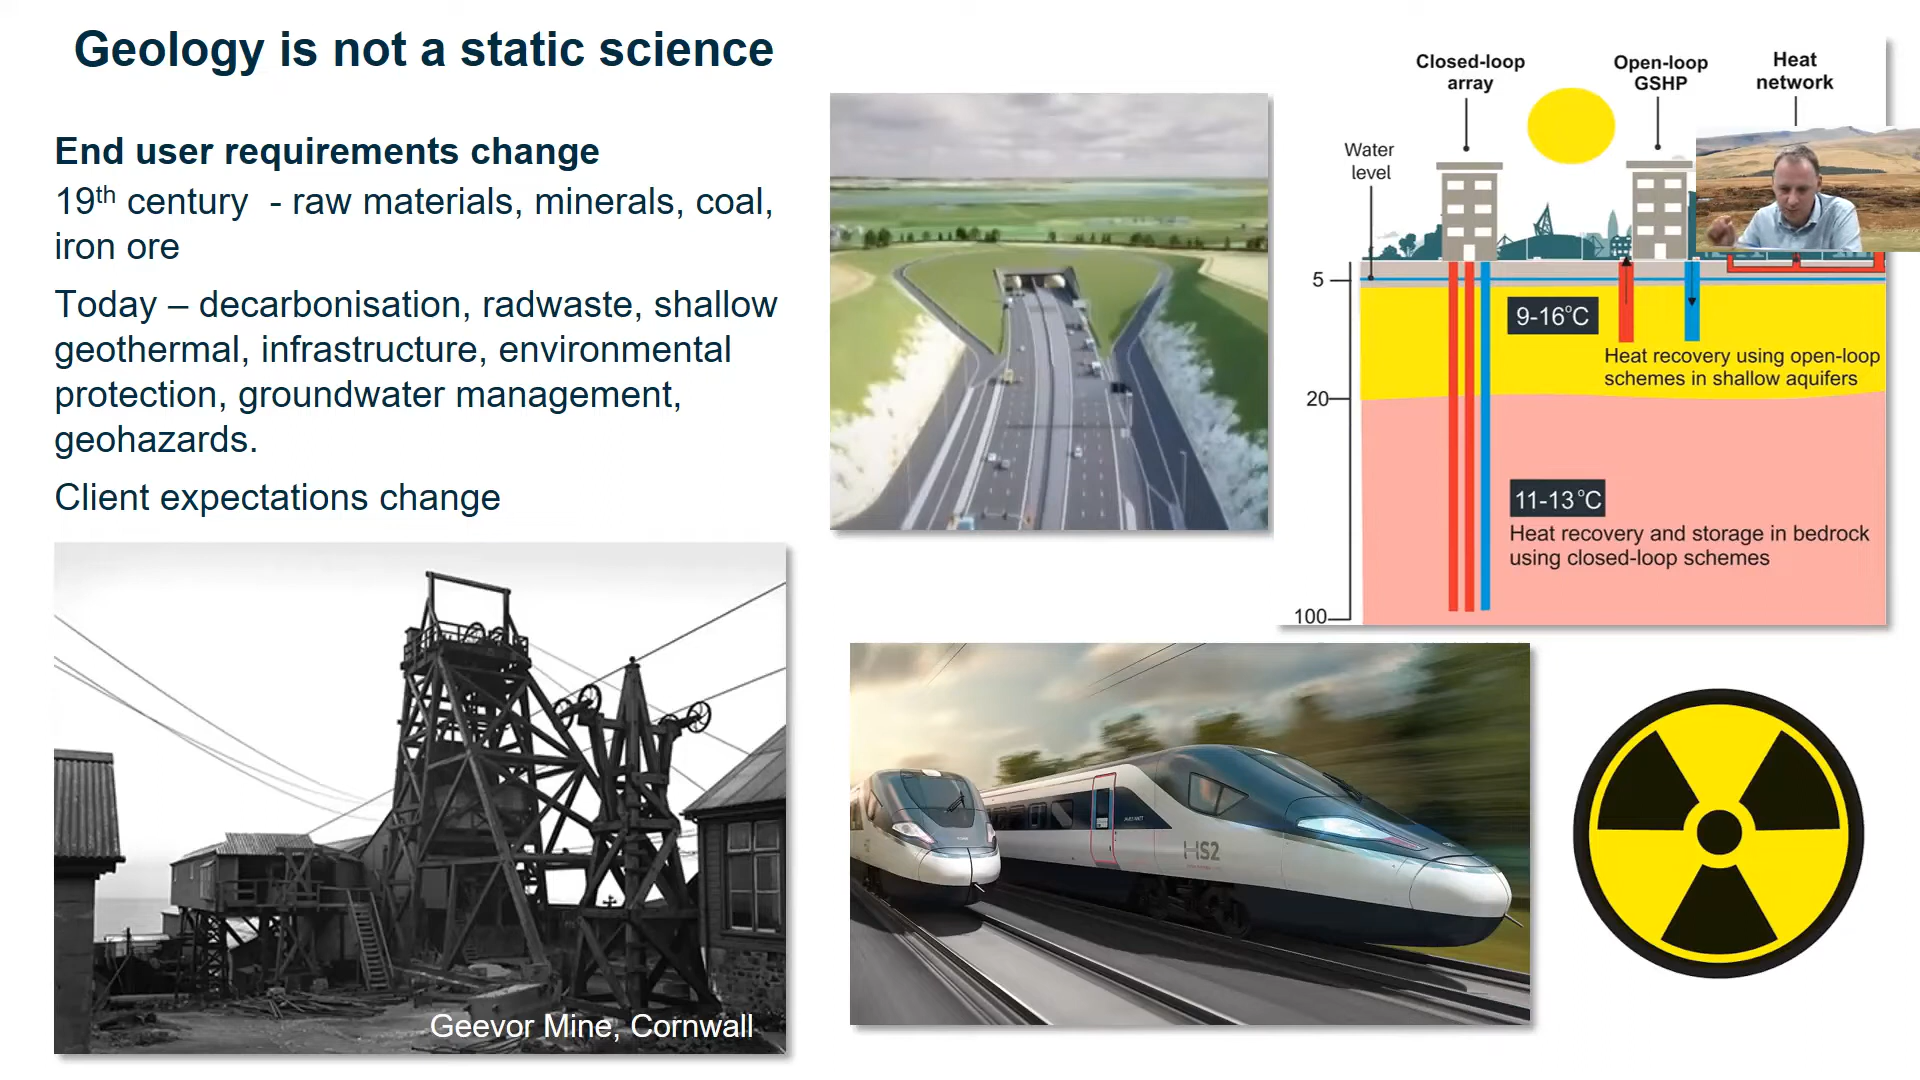 Geology is not a static science
End user requirements change
19th century - raw materials, minerals, coal,
iron ore
Today – decarbonisation, radwaste, shallow
geothermal, infrastructure, environmental
protection, groundwater management,
geohazards.
Client expectations change
Geevor Mine, Cornwall
Closed-loop
array
Open-loop
GSHP
Heat
network
Water
level
5
9-16°C
Heat recovery using open-loop
schemes in shallow aquifers
20
11-13°C
Heat recovery and storage in bedrock
using closed-loop schemes
100
HS2